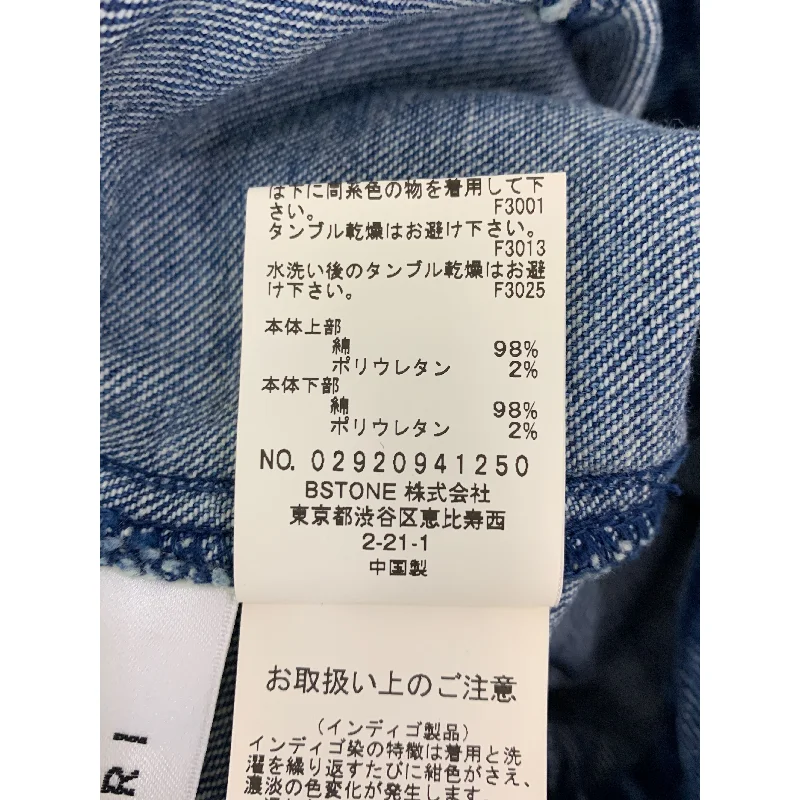 は下に同系色の物を着用して下
さい。 F3001
タンブル乾燥はお避け下さい。
F3013
水洗い後のタンブル乾燥はお避
け下さい。 F3025
本体上部
綿 98%
ポリウレタン 2%
本体下部
綿 98%
ポリウレタン 2%
NO. 02920941250
BSTONE 株式会社
東京都渋谷区恵比寿西
2-21-1
中国製
お取扱い上のご注意
(インディゴ製品)
インディゴ染の特徴は着用と洗
濯を繰り返すたびに紺色がさえ、
濃淡の色変化が発生します。
R I